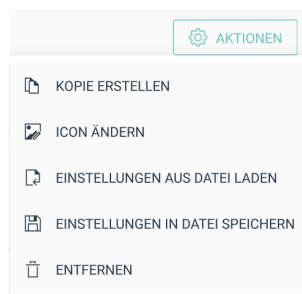 AKTIONEN
KOPIE ERSTELLEN
ICON ÄNDERN
EINSTELLUNGEN AUS DATEI LADEN
EINSTELLUNGEN IN DATEI SPEICHERN
ENTFERNEN